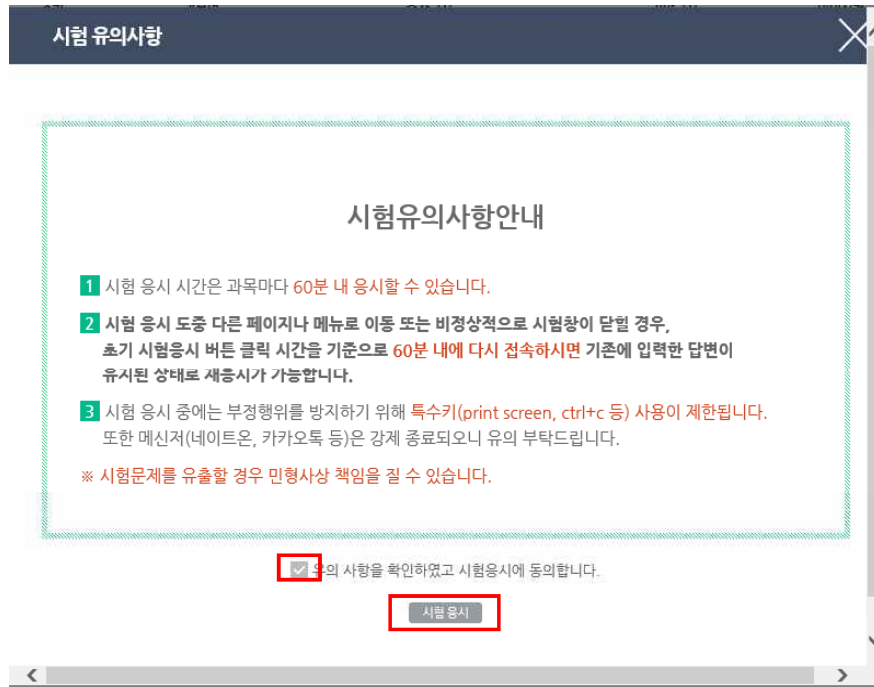 시험 유의사항
시험유의사항안내
1 시험 응시 시간은 과목마다 60분 내 응시할 수 있습니다.
2 시험 응시 도중 다른 페이지나 메뉴로 이동 또는 비정상적으로 시험창이 닫힐 경우,
초기 시험응시 버튼 클릭 시간을 기준으로 60분 내에 다시 접속하시면 기존에 입력한 답변이
유지된 상태로 재응시가 가능합니다.
3 시험 응시 중에는 부정행위를 방지하기 위해 특수키(print screen, ctrl+c 등) 사용이 제한됩니다.
또한 메신저(네이트온, 카카오톡 등)은 강제 종료되오니 유의 부탁드립니다.
※ 시험문제를 유출할 경우 민형사상 책임을 질 수 있습니다.
유의 사항을 확인하였고 시험응시에 동의합니다.
시험 응시